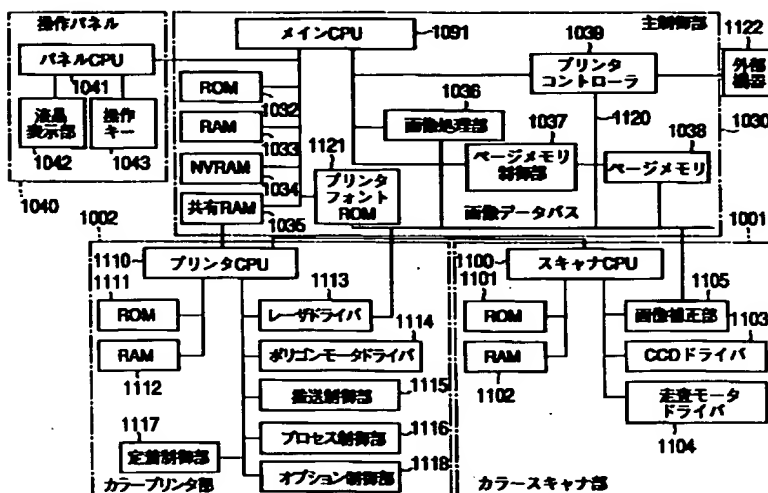 操作パネル
パネルCPU
1041
液晶
表示部
操作
キー
1042
1043
1040
メインCPU
1091
主制御部
ROM
1032
RAM
1033
NVRAM
1034
共有RAM
1035
1121
プリンタ
フォント
ROM
1036
画像処理部
1039
プリンタ
コントローラ
1120
1037
ページメモリ
制御部
1038
ページメモリ
画像データバス
1122
外部
機器
1030
1002
1110
プリンタCPU
1111
ROM
RAM
1112
1113
レーザドライバ
1114
ポリゴンモータドライバ
1115
搬送制御部
1116
プロセス制御部
1117
定着制御部
1118
オプション制御部
カラープリンタ部
1001
1100
スキャナCPU
1101
ROM
RAM
1102
1105
画像補正部
1103
CCDドライバ
走査モータ
ドライバ
1104
カラースキャナ部